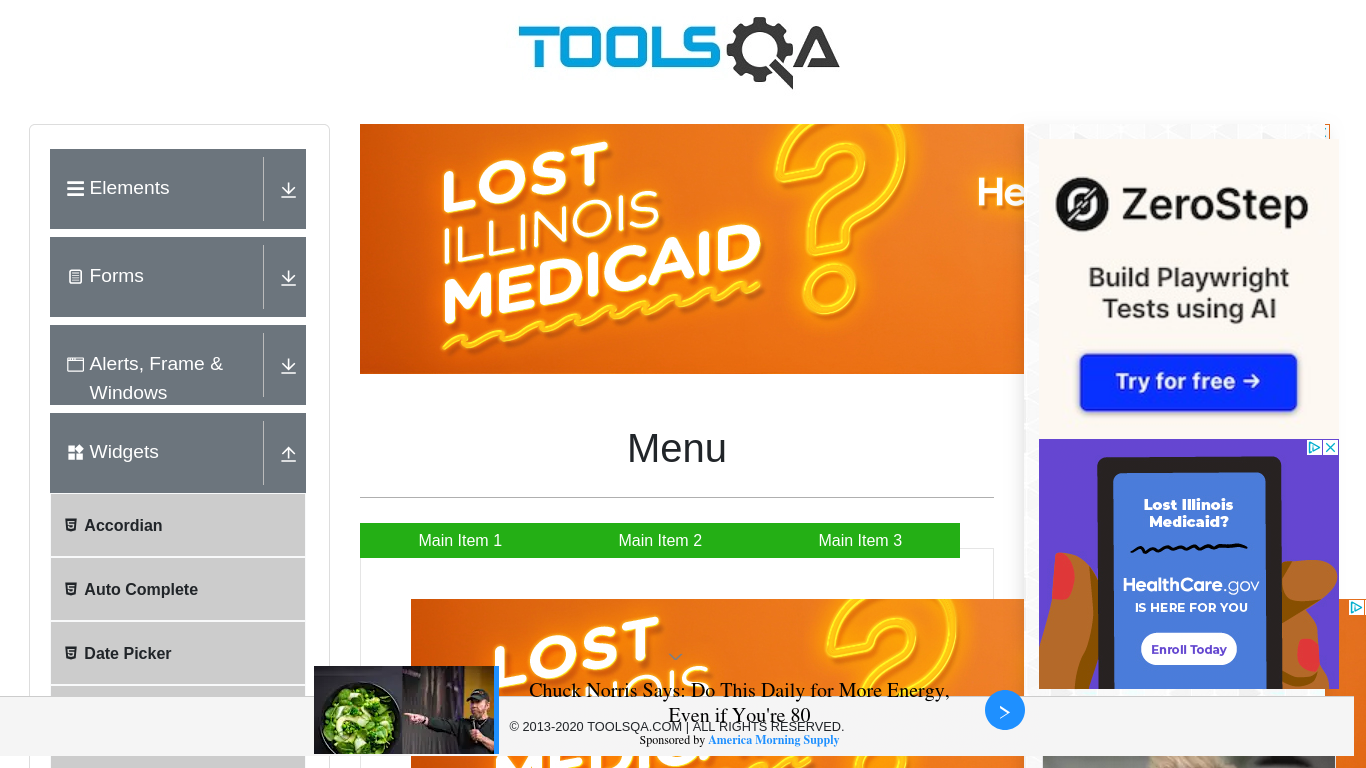 TOOLSQA
Elements
Forms
Alerts, Frame &
Windows
Widgets
Accordian
Auto Complete
Date Picker
LOST
ILLINOIS
MEDICAID
?
He
Menu
Main Item 1
Main Item 2
Main Item 3
LOST
?
ZeroStep
Build Playwright
Tests using AI
Try for free →
Lost Illinois
Medicaid?
HealthCare.gov
IS HERE FOR YOU
Enroll Today
Chuck Norris Says: Do This Daily for More Energy,
Even if You're 80
Sponsored by America Morning Supply
© 2013-2020 TOOLSQA.COM | ALL RIGHTS RESERVED.